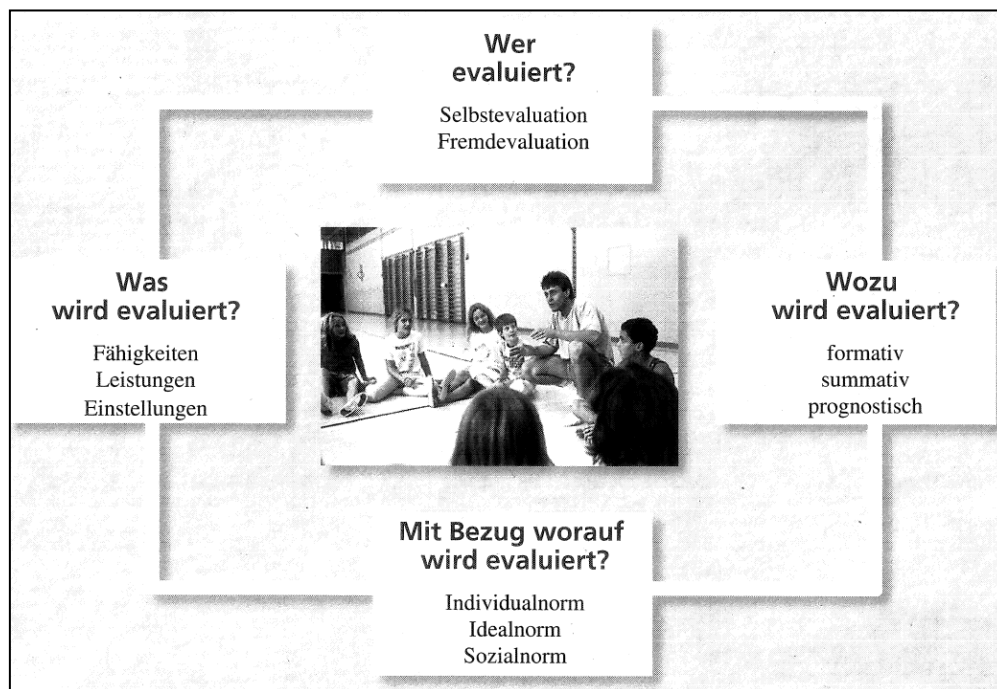 Wer
evaluiert?
Selbstevaluation
Fremdevaluation
Was
wird evaluiert?
Fähigkeiten
Leistungen
Einstellungen
Wozu
wird evaluiert?
formativ
summativ
prognostisch
Mit Bezug worauf
wird evaluiert?
Individualnorm
Idealnorm
Sozialnorm